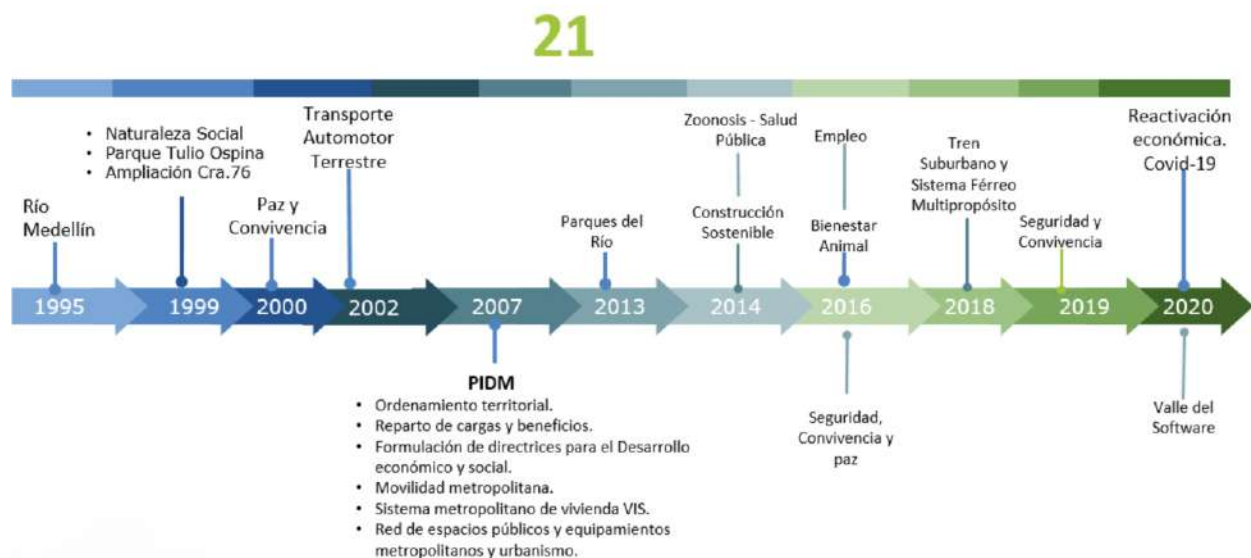 21
Río
Medellín
• Naturaleza Social
• Parque Tulio Ospina
• Ampliación Cra.76
Paz y
Convivencia
Transporte
Automotor
Terrestre
Parques del
Río
Zoonosis - Salud
Pública
Construcción
Sostenible
Empleo
Bienestar
Animal
Tren
Suburbano y
Sistema Férreo
Multipropósito
Seguridad y
Convivencia
Reactivación
económica.
Covid-19
1995
1999
2000
2002
2007
2013
2014
2016
2018
2019
2020
PIDM
• Ordenamiento territorial.
• Reparto de cargas y beneficios.
• Formulación de directrices para el Desarrollo
económico y social.
• Movilidad metropolitana.
• Sistema metropolitano de vivienda VIS.
• Red de espacios públicos y equipamientos
metropolitanos y urbanismo.
Seguridad,
Convivencia y
paz
Valle del
Software